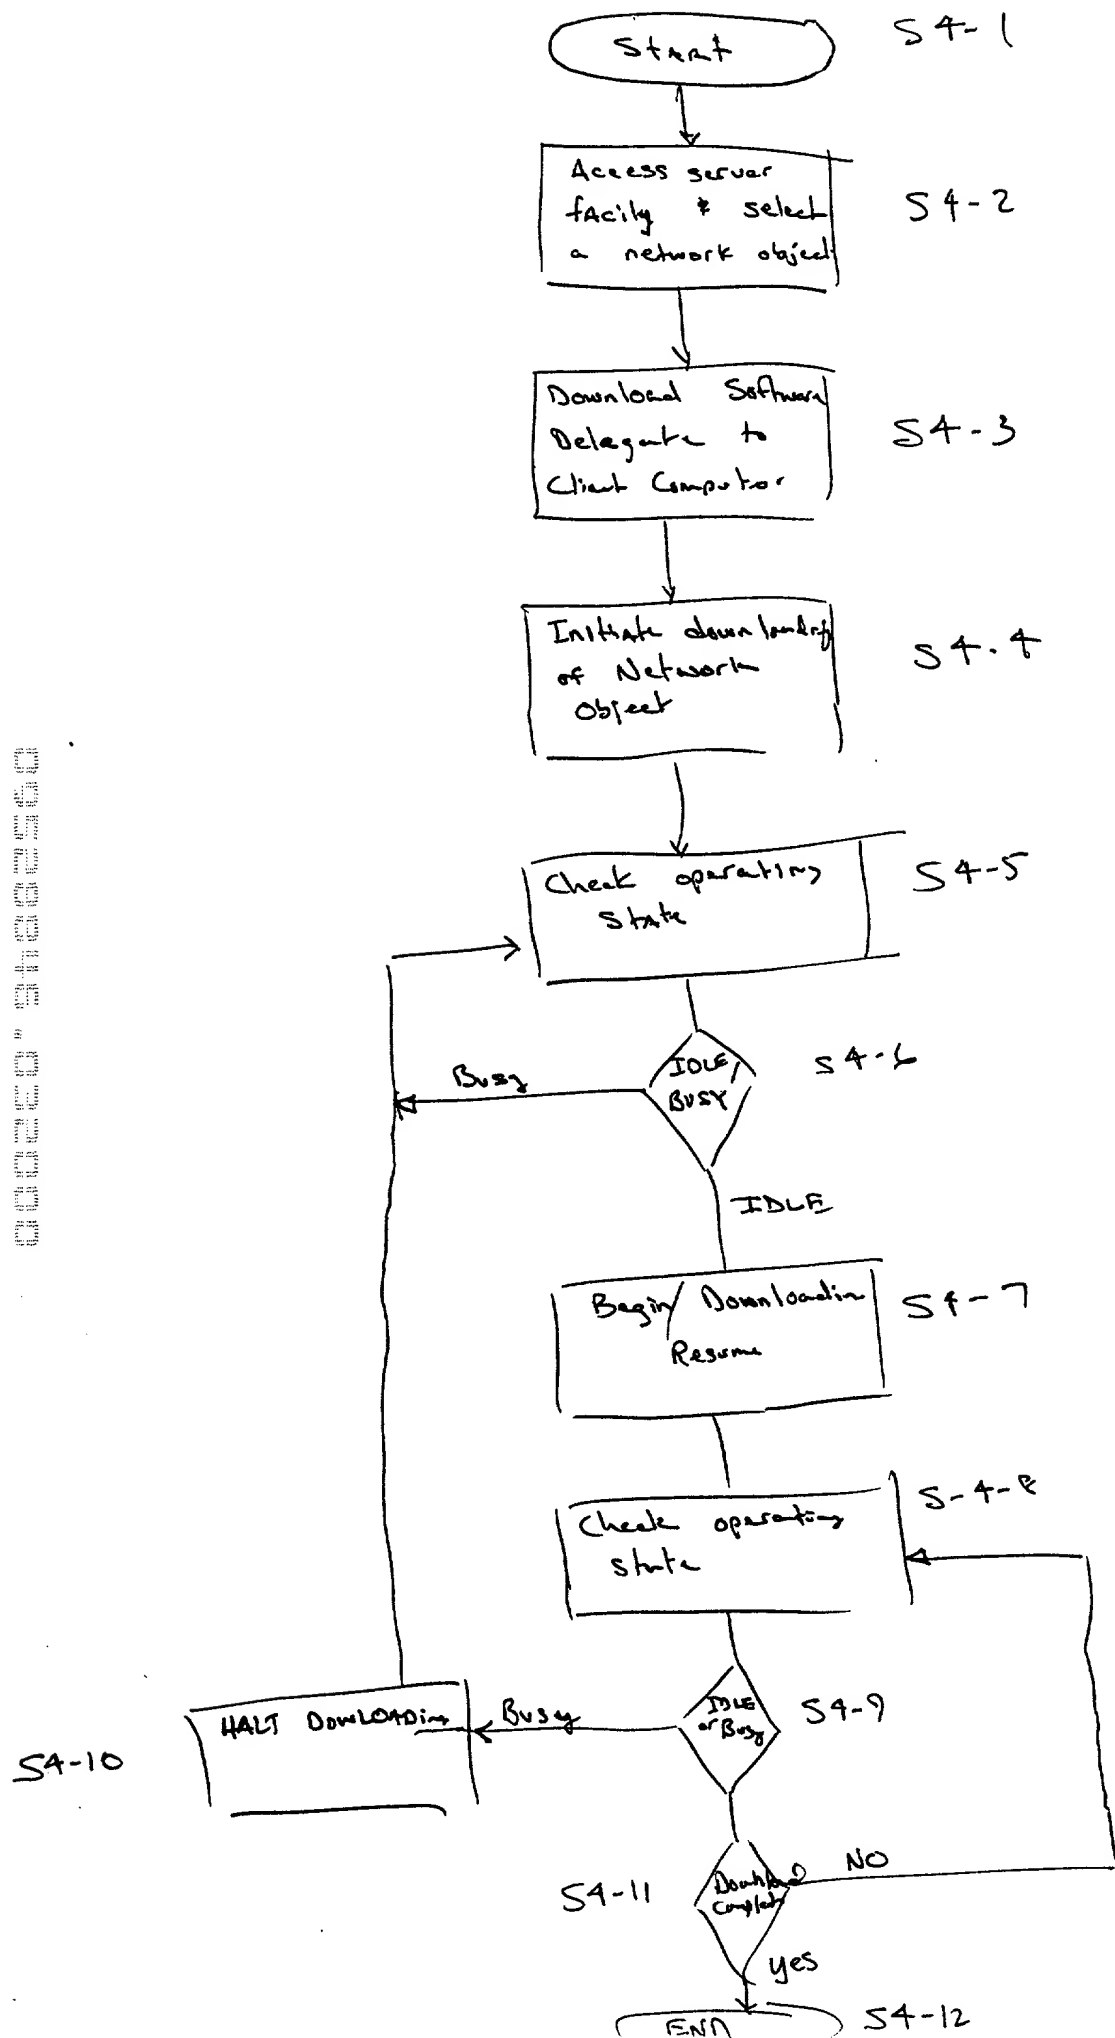 START
S4-1
Access server
fAcily & select
a network object
S4-2
Download Software
Delegate to
Client Computor
S4-3
Initiate downloading
of Network
Object
S4-4
Check operating
State
S4-5
IDLE/
BUSY
S4-6
Busy
IDLE
Begin/ Downloadin
Resume
S4-7
Check operating
state
S-4-8
IDLE
or Busy
S4-9
Busy
HALT DOWLOADing
S4-10
Download
Complete
S4-11
NO
yes
END
S4-12